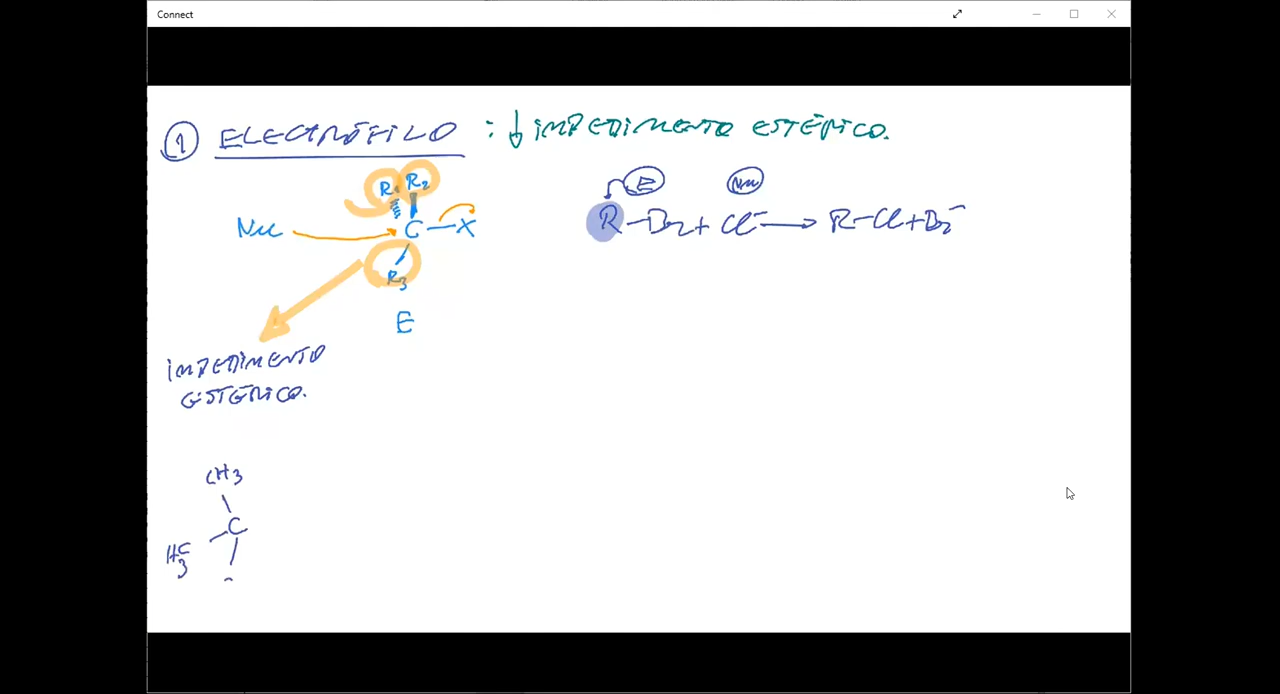 Connect
① ELECTRÓFILO : ↓ IMPEDIMENTO ESTÉRICO.
R₁ R₂
E Nu
Nu C—X
R—Br + Cl⁻ → R—Cl + Br⁻
R₃
E
IMPEDIMENTO
ESTÉRICO.
CH3
C
H3C